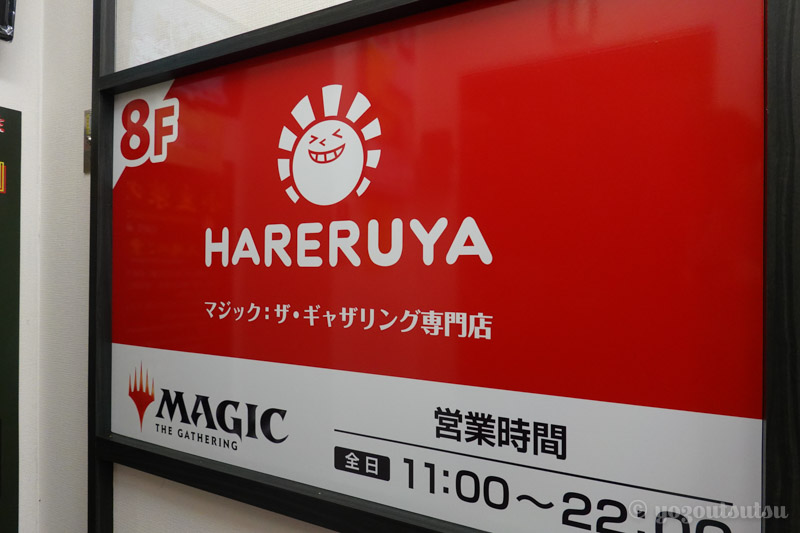 8F
HARERUYA
マジック：ザ・ギャザリング専門店
MAGIC
THE GATHERING
営業時間
全日 11:00〜22:00
© yogoutsutsu